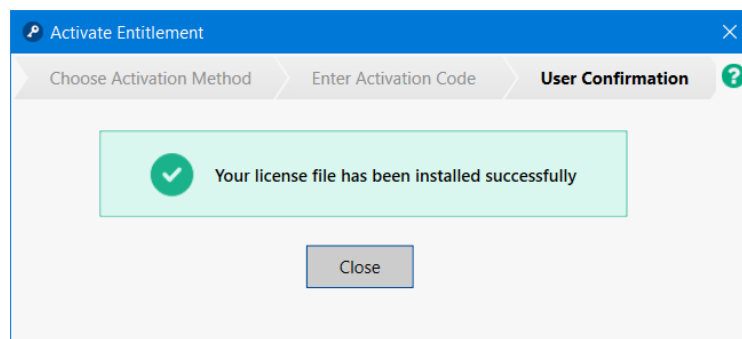 Activate Entitlement
Choose Activation Method
Enter Activation Code
User Confirmation
?
Your license file has been installed successfully
Close